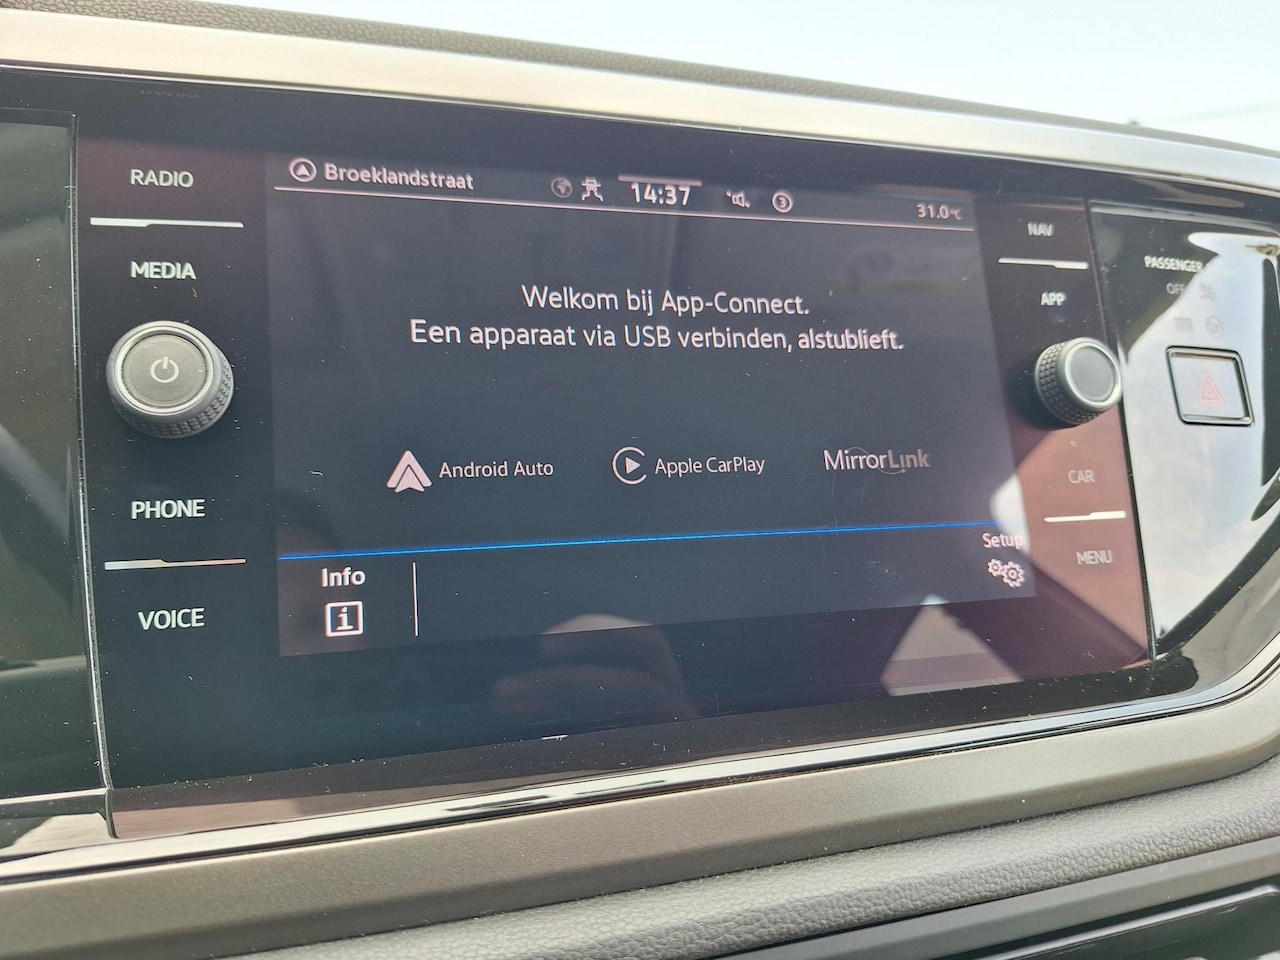 RADIO
MEDIA
PHONE
VOICE
Broeklandstraat
14:37
3
31.0°C
Welkom bij App-Connect.
Een apparaat via USB verbinden, alstublieft.
Android Auto
Apple CarPlay
MirrorLink
Info
i
Setup
NAV
APP
CAR
MENU
PASSENGER